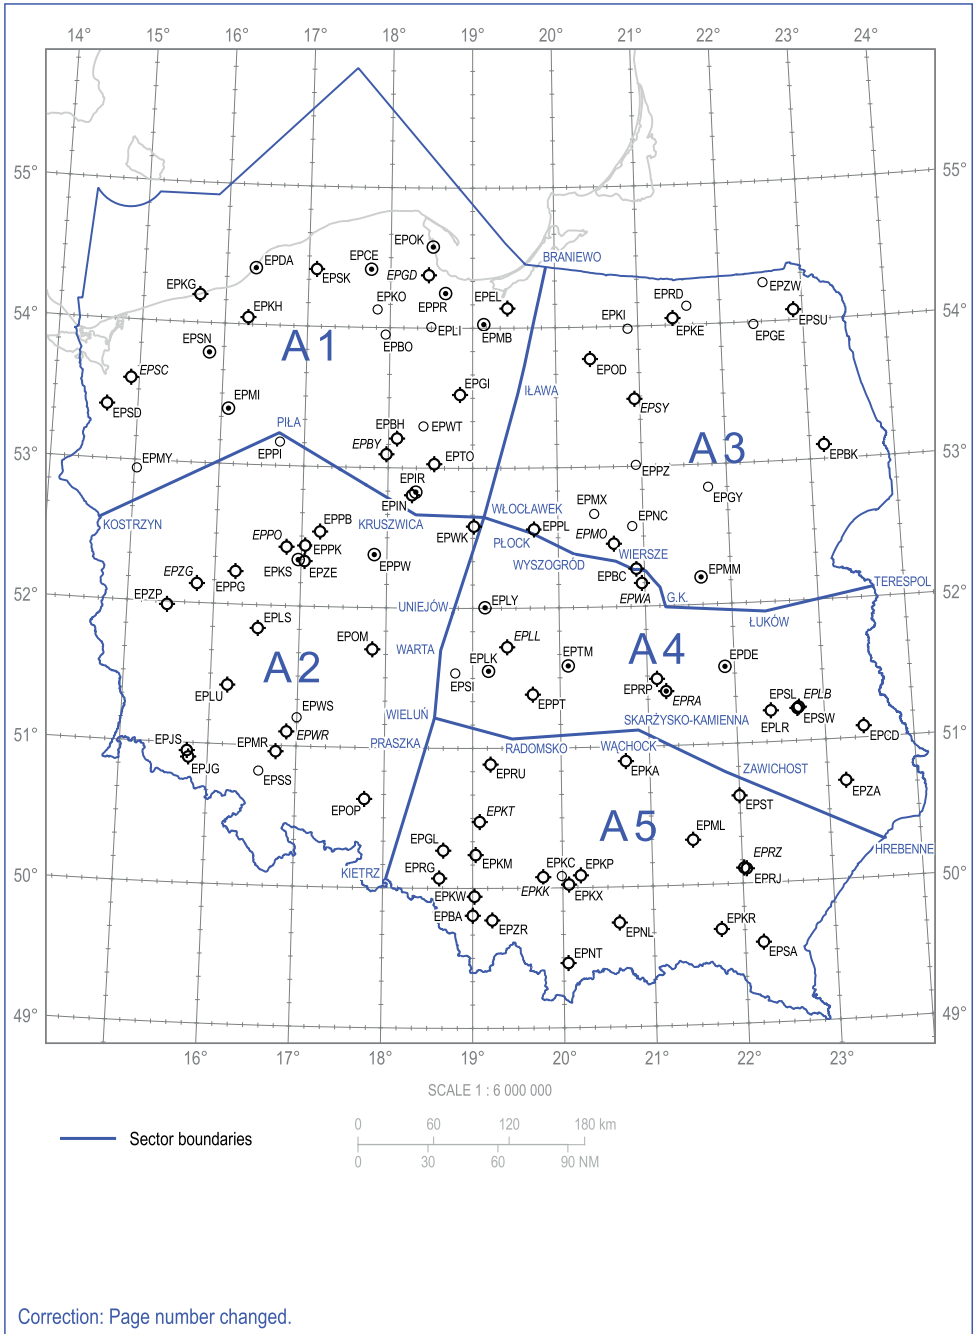 14° 15° 16° 17° 18° 19° 20° 21° 22° 23° 24°
55° 55°
EPOK
BRANIEWO
EPDA EPCE
EPSK EPGD
EPZW
EPKG
EPKO EPPR EPEL
EPRD
EPKH
EPKI
EPSU
54° 54°
EPLI
EPKE EPGE
EPSN EPBO EPMB
A1
EPSC
EPOD
EPMI EPGI IŁAWA
EPSD
EPSY
PIŁA EPBH EPWT
EPBY
A3
EPPI
EPBK
53° 53°
EPMY EPTO
EPPZ
EPIR
EPGY
EPIN
EPMX
WŁOCŁAWEK
KOSTRZYN EPPB KRUSZWICA
EPNC
EPPO EPWK EPPL
EPMO
EPPK PŁOCK
WIERSZE
EPKS EPZE EPPW WYSZOGRÓD
EPZG
EPBC EPMM
EPPG
TERESPOL
52° 52°
EPZP EPWA G.K.
UNIEJÓW EPLY
EPLS ŁUKÓW
EPOM EPLL
WARTA
A2 A4
EPLK EPTM EPDE
EPSI
EPLU EPRP EPRA
EPPT
EPSL EPLB
EPWS
WIELUŃ SKARŻYSKO-KAMIENNA EPSW
EPLR
51° 51°
EPJS EPMR EPWR PRASZKA
EPCD
RADOMSKO WĄCHOCK
EPJG
EPSS EPRU EPKA ZAWICHOST
EPZA
EPOP EPST
EPKT
A5
EPML
EPGL
HREBENNE
EPRZ
50° 50°
KIETRZ EPRG EPKM EPKC EPKP
EPRJ
EPKK EPKX
EPKW
EPBA EPZR EPNL EPKR
EPNT EPSA
49° 49°
16° 17° 18° 19° 20° 21° 22° 23°
SCALE 1 : 6 000 000
0 60 120 180 km
0 30 60 90 NM
Sector boundaries
Correction: Page number changed.